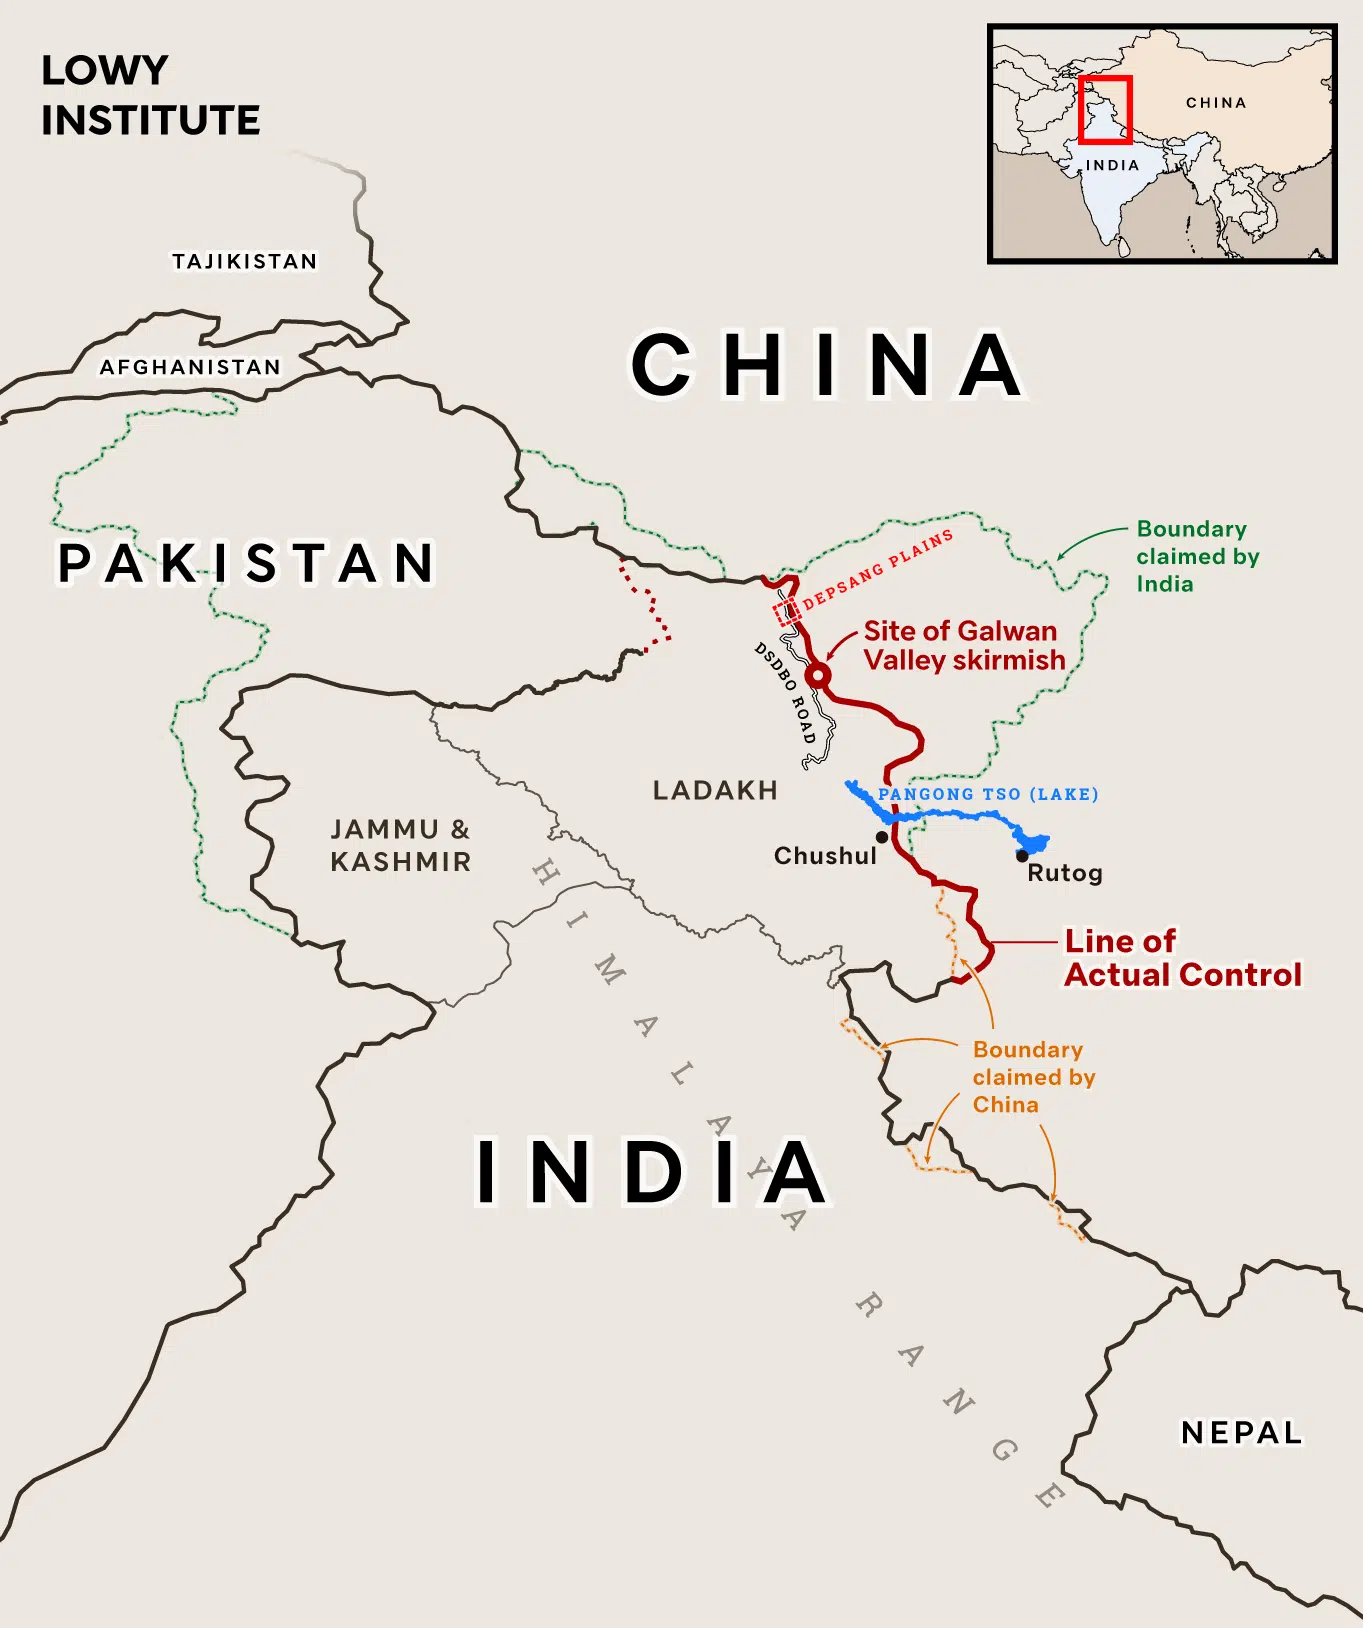 LOWY
INSTITUTE
CHINA
INDIA
TAJIKISTAN
AFGHANISTAN
CHINA
PAKISTAN
Boundary
claimed by
India
DEPSANG PLAINS
Site of Galwan
Valley skirmish
DSDBO ROAD
LADAKH
PANGONG TSO (LAKE)
JAMMU &
KASHMIR
Chushul
Rutog
Line of
Actual Control
Boundary
claimed by
China
INDIA
HIMALAYA RANGE
NEPAL